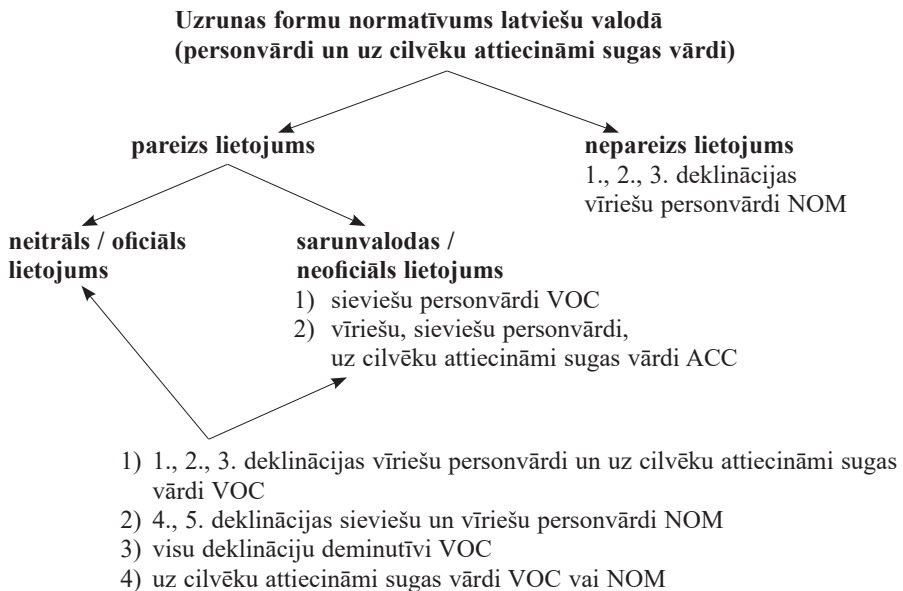 Uzrunas formu normatīvums latviešu valodā
(personvārdi un uz cilvēku attiecināmi sugas vārdi)
pareizs lietojums
nepareizs lietojums
1., 2., 3. deklinācijas
vīriešu personvārdi NOM
neitrāls / oficiāls
lietojums
sarunvalodas /
neoficiāls lietojums
1) sieviešu personvārdi VOC
2) vīriešu, sieviešu personvārdi,
uz cilvēku attiecināmi sugas vārdi ACC
1) 1., 2., 3. deklinācijas vīriešu personvārdi un uz cilvēku attiecināmi sugas
vārdi VOC
2) 4., 5. deklinācijas sieviešu un vīriešu personvārdi NOM
3) visu deklināciju deminutīvi VOC
4) uz cilvēku attiecināmi sugas vārdi VOC vai NOM